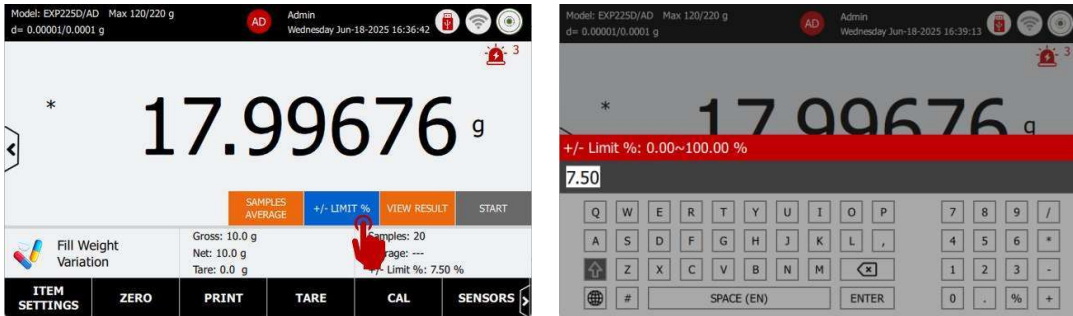 Model: EXP225D/AD Max 120/220 g
d= 0.00001/0.0001 g
AD
Admin
Wednesday Jun-18-2025 16:36:42
3
* 17.99676 g
SAMPLES AVERAGE
+/- LIMIT %
VIEW RESULT
START
Fill Weight
Variation
Gross: 10.0 g
Net: 10.0 g
Tare: 0.0 g
Samples: 20
rage: ---
+/- Limit %: 7.50 %
ITEM SETTINGS
ZERO
PRINT
TARE
CAL
SENSORS
Model: EXP225D/AD Max 120/220 g
d= 0.00001/0.0001 g
AD
Admin
Wednesday Jun-18-2025 16:39:13
3
* 17.99676 g
+/- Limit %: 0.00~100.00 %
7.50
Q W E R T Y U I O P 7 8 9 /
A S D F G H J K L , 4 5 6 *
Z X C V B N M 1 2 3 -
# SPACE (EN) ENTER 0 . % +